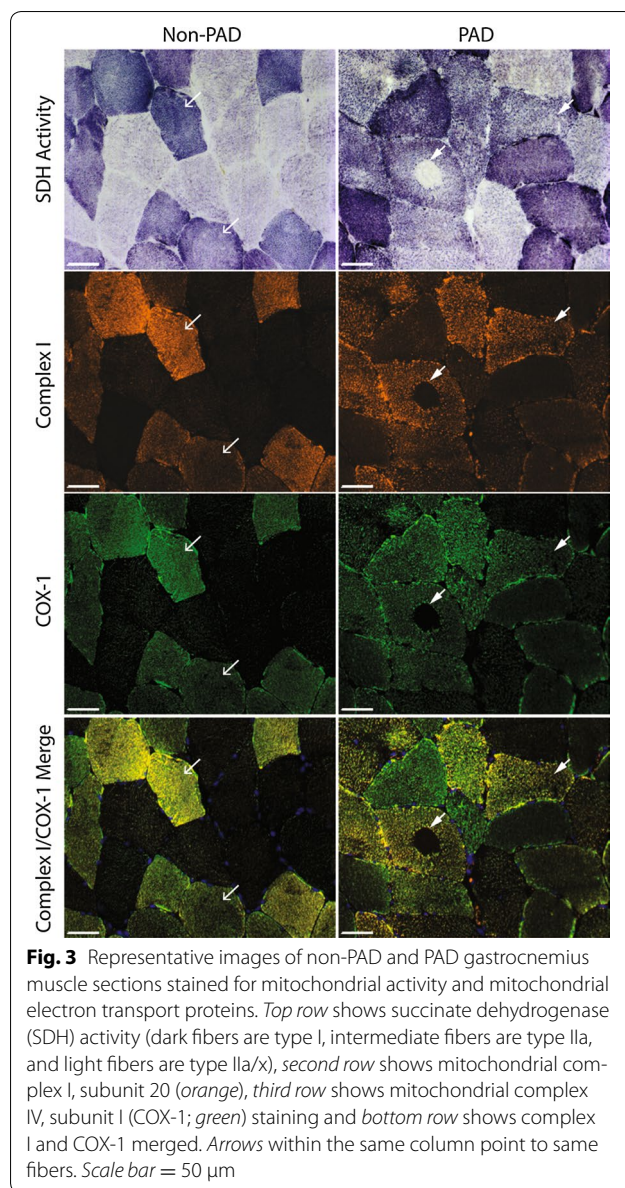 Non-PAD
PAD
SDH Activity
Complex I
COX-1
Complex I/COX-1 Merge
Fig. 3 Representative images of non-PAD and PAD gastrocnemius
muscle sections stained for mitochondrial activity and mitochondrial
electron transport proteins. Top row shows succinate dehydrogenase
(SDH) activity (dark fibers are type I, intermediate fibers are type IIa,
and light fibers are type IIa/x), second row shows mitochondrial com-
plex I, subunit 20 (orange), third row shows mitochondrial complex
IV, subunit I (COX-1; green) staining and bottom row shows complex
I and COX-1 merged. Arrows within the same column point to same
fibers. Scale bar = 50 μm